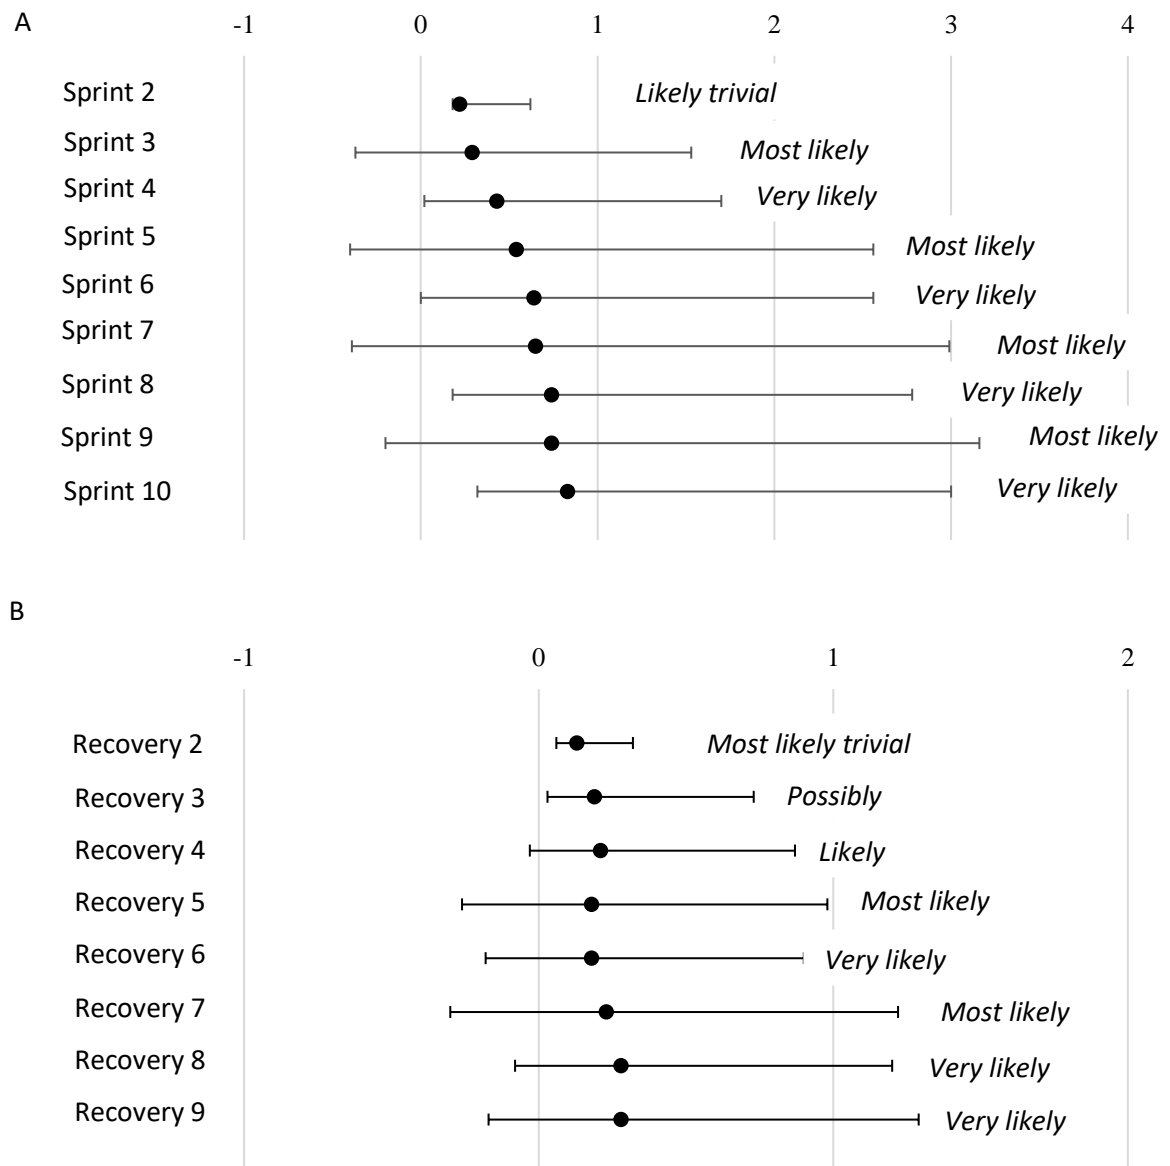 A
-1 0 1 2 3 4
Sprint 2 Likely trivial
Sprint 3 Most likely
Sprint 4 Very likely
Sprint 5 Most likely
Sprint 6 Very likely
Sprint 7 Most likely
Sprint 8 Very likely
Sprint 9 Most likely
Sprint 10 Very likely
B
-1 0 1 2
Recovery 2 Most likely trivial
Recovery 3 Possibly
Recovery 4 Likely
Recovery 5 Most likely
Recovery 6 Very likely
Recovery 7 Most likely
Recovery 8 Very likely
Recovery 9 Very likely